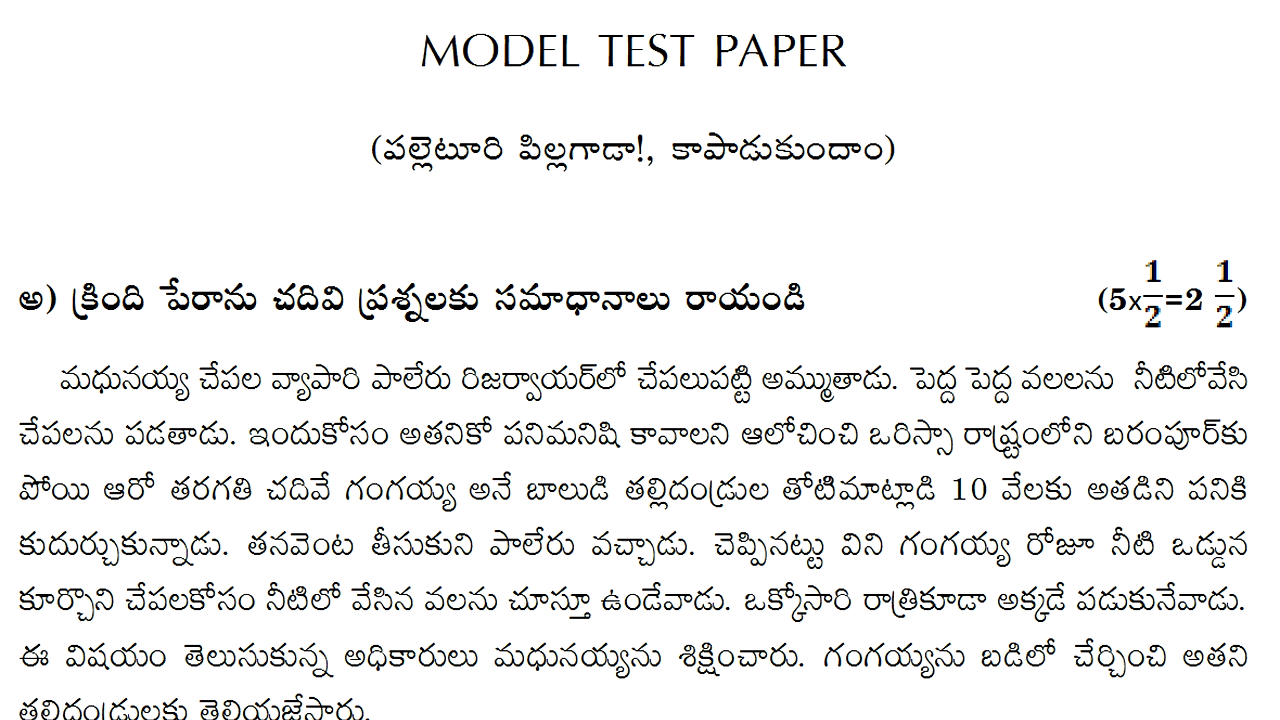 MODEL TEST PAPER
(పల్లెటూరి పిల్లగాడా!, కాపాడుకుందాం)
అ) క్రింది పేరాను చదివి ప్రశ్నలకు సమాధానాలు రాయండి (5x1/2=2 1/2)
మధునయ్య చేపల వ్యాపారి పాలేరు రిజర్వాయర్‌లో చేపలుపట్టి అమ్ముతాడు. పెద్ద పెద్ద వలలను నీటిలోవేసి
చేపలను పడతాడు. ఇందుకోసం అతనికో పనిమనిషి కావాలని ఆలోచించి ఒరిస్సా రాష్ట్రంలోని బరంపూర్‌కు
పోయి ఆరో తరగతి చదివే గంగయ్య అనే బాలుడి తల్లిదండ్రుల తోటిమాట్లాడి 10 వేలకు అతడిని పనికి
కుదుర్చుకున్నాడు. తనవెంట తీసుకుని పాలేరు వచ్చాడు. చెప్పినట్టు విని గంగయ్య రోజూ నీటి ఒడ్డున
కూర్చొని చేపలకోసం నీటిలో వేసిన వలను చూస్తూ ఉండేవాడు. ఒక్కోసారి రాత్రికూడా అక్కడే పడుకునేవాడు.
ఈ విషయం తెలుసుకున్న అధికారులు మధునయ్యను శిక్షించారు. గంగయ్యను బడిలో చేర్పించి అతని
తల్లిదండ్రులకు తెలియజేసారు.